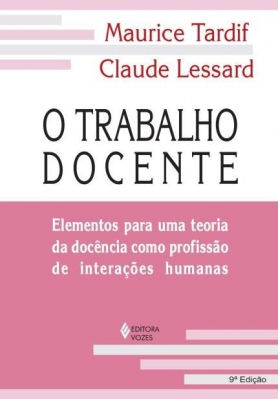 Maurice Tardif
Claude Lessard
O TRABALHO
DOCENTE
Elementos para uma teoria
da docência como profissão
de interações humanas
EDITORA
VOZES
9ª Edição